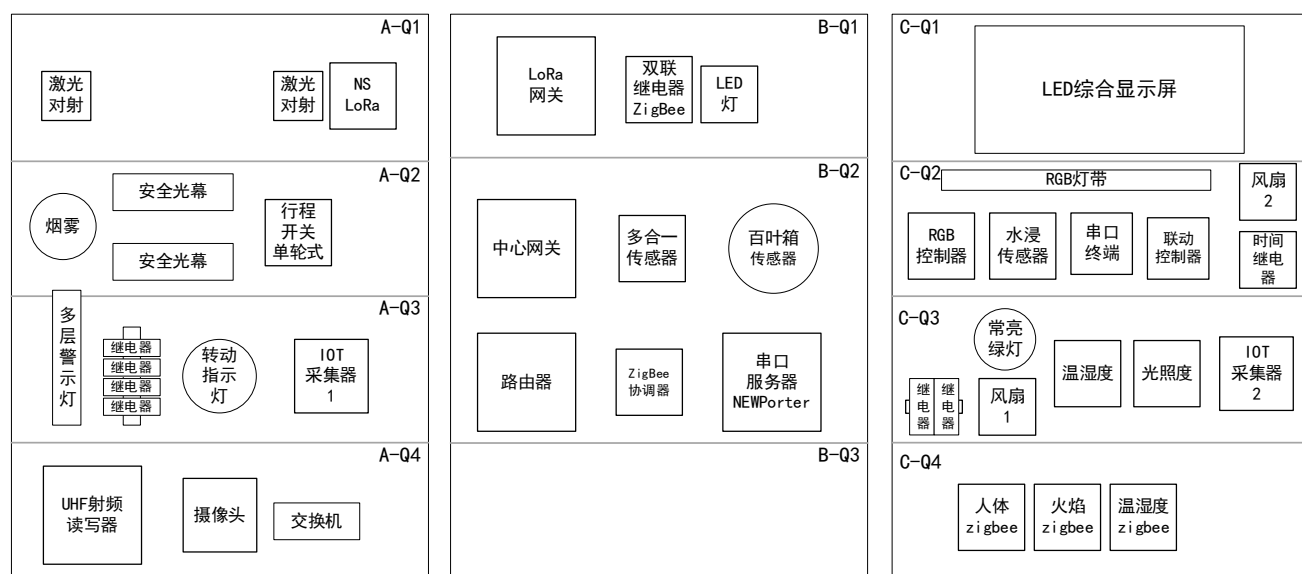 A-Q1
激光
对射
激光
对射
NS
LoRa
A-Q2
烟雾
安全光幕
安全光幕
行程
开关
单轮式
A-Q3
多
层
警
示
灯
继电器
继电器
继电器
继电器
转动
指示
灯
IOT
采集器
1
A-Q4
UHF射频
读写器
摄像头
交换机
B-Q1
LoRa
网关
双联
继电器
ZigBee
LED
灯
B-Q2
中心网关
多合一
传感器
百叶箱
传感器
路由器
ZigBee
协调器
串口
服务器
NEWPorter
B-Q3
C-Q1
LED综合显示屏
C-Q2
RGB灯带
风扇
2
RGB
控制器
水浸
传感器
串口
终端
联动
控制器
时间
继电
器
C-Q3
常亮
绿灯
继
电
器
继
电
器
风扇
1
温湿度
光照度
IOT
采集器
2
C-Q4
人体
zigbee
火焰
zigbee
温湿度
zigbee